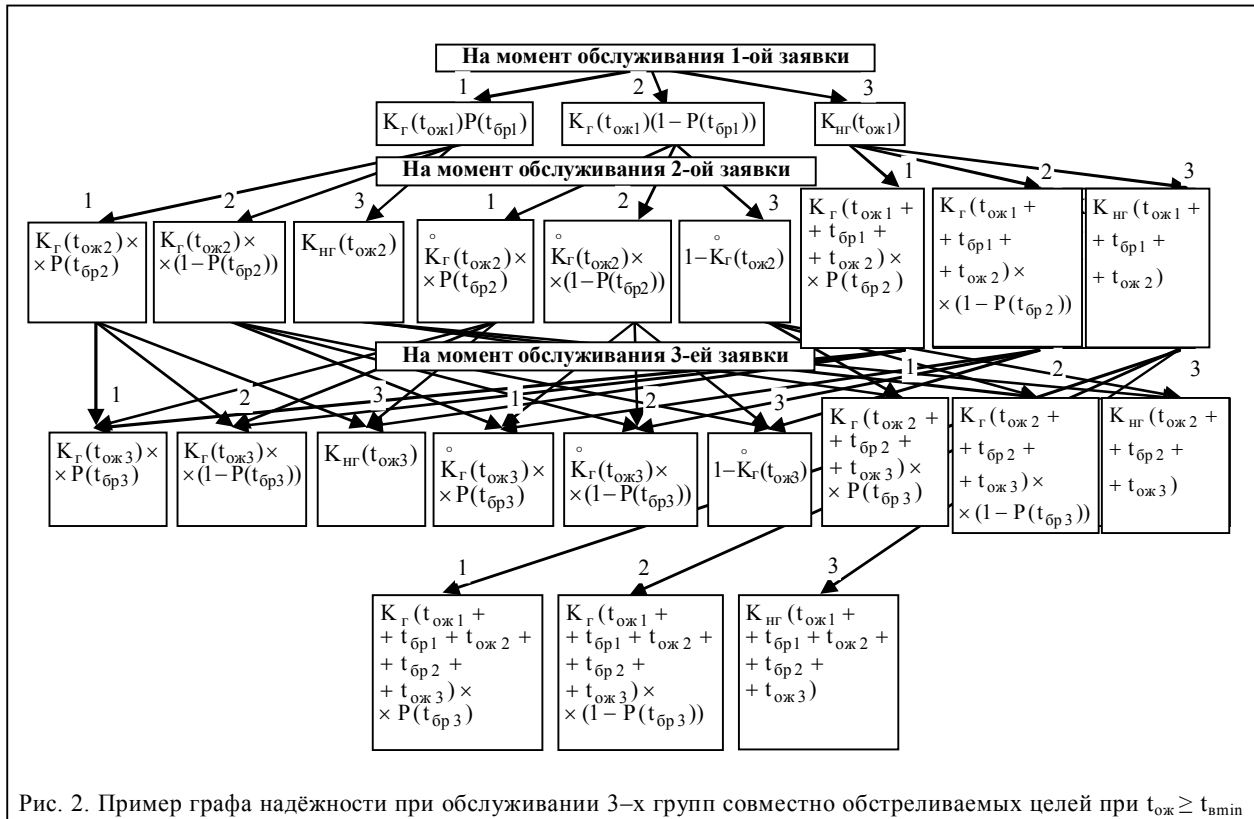 На момент обслуживания 1-ой заявки
1 2 3
Kг(tож1)P(tбр1)
Kг(tож1)(1−P(tбр1))
Kнг(tож1)
На момент обслуживания 2-ой заявки
1 2 3 1 2 3 1 2 3
Kг(tож2)×
×P(tбр2)
Kг(tож2)×
×(1−P(tбр2))
Kнг(tож2)
K̊г(tож2)×
×P(tбр2)
K̊г(tож2)×
×(1−P(tбр2))
1−K̊г(tож2)
Kг(tож1 +
+ tбр1 +
+ tож2)×
× P(tбр2)
Kг(tож1 +
+ tбр1 +
+ tож2)×
×(1−P(tбр2))
Kнг(tож1 +
+ tбр1 +
+ tож2)
На момент обслуживания 3-ей заявки
1 2 3 1 2 3 1 2 3
Kг(tож3)×
×P(tбр3)
Kг(tож3)×
×(1−P(tбр3))
Kнг(tож3)
K̊г(tож3)×
×P(tбр3)
K̊г(tож3)×
×(1−P(tбр3))
1−K̊г(tож3)
Kг(tож2 +
+ tбр2 +
+ tож3)×
× P(tбр3)
Kг(tож2 +
+ tбр2 +
+ tож3)×
×(1−P(tбр3))
Kнг(tож2 +
+ tбр2 +
+ tож3)
1 2 3
Kг(tож1 +
+ tбр1 + tож2 +
+ tбр2 +
+ tож3)×
× P(tбр3)
Kг(tож1 +
+ tбр1 + tож2 +
+ tбр2 +
+ tож3)×
×(1−P(tбр3))
Kнг(tож1 +
+ tбр1 + tож2 +
+ tбр2 +
+ tож3)
Рис. 2. Пример графа надёжности при обслуживании 3–х групп совместно обстреливаемых целей при tож ≥ tвmin